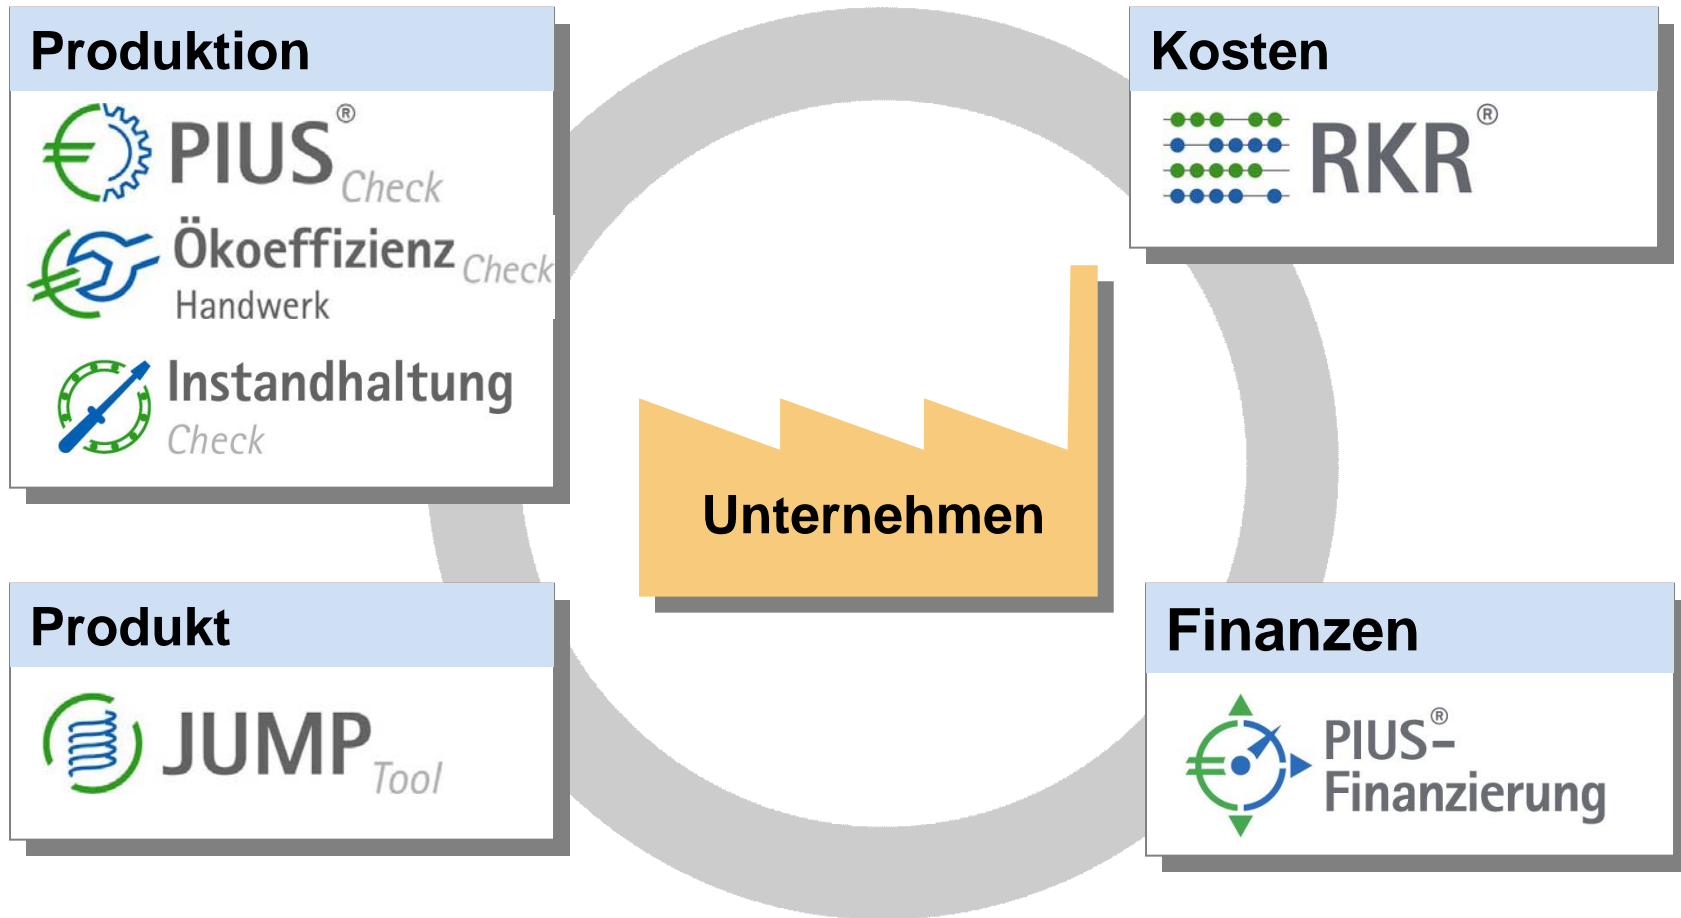 Produktion
PIUS®
Check
Ökoeffizienz Check
Handwerk
Instandhaltung
Check
Kosten
RKR®
Unternehmen
Produkt
JUMP Tool
Finanzen
PIUS®-
Finanzierung